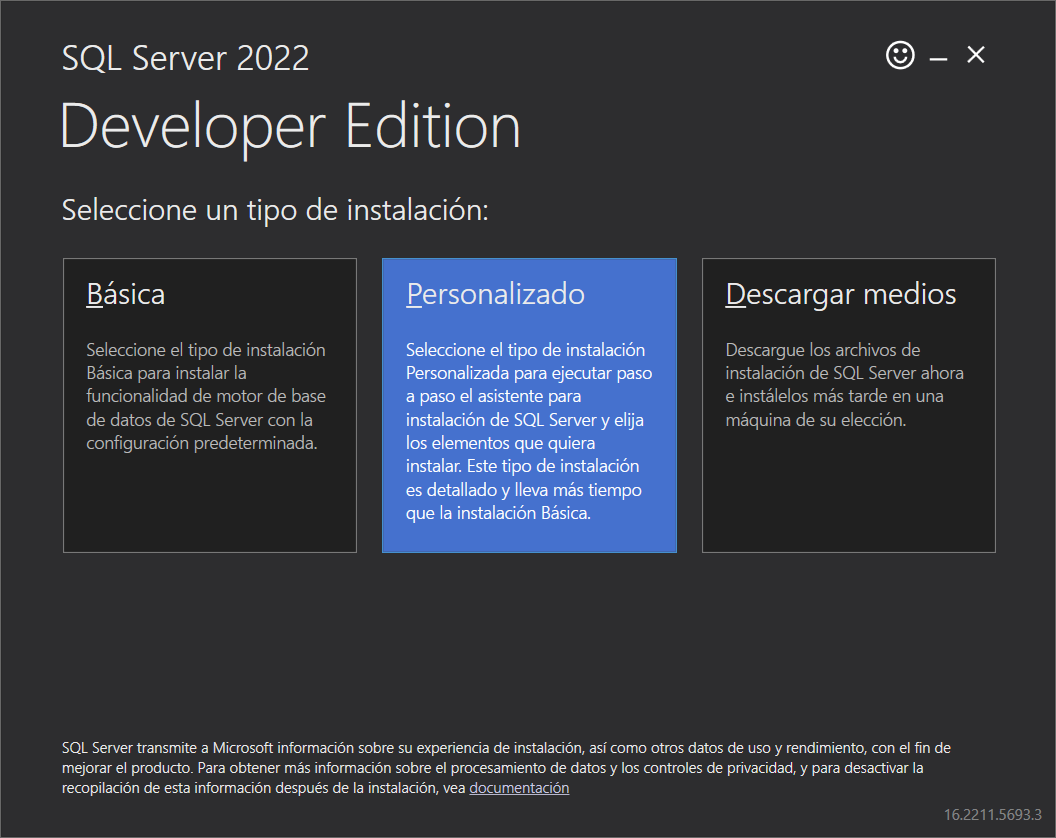 SQL Server 2022
Developer Edition
Seleccione un tipo de instalación:
Básica
Seleccione el tipo de instalación
Básica para instalar la
funcionalidad de motor de base
de datos de SQL Server con la
configuración predeterminada.
Personalizado
Seleccione el tipo de instalación
Personalizada para ejecutar paso
a paso el asistente para
instalación de SQL Server y elija
los elementos que quiera
instalar. Este tipo de instalación
es detallado y lleva más tiempo
que la instalación Básica.
Descargar medios
Descargue los archivos de
instalación de SQL Server ahora
e instálelos más tarde en una
máquina de su elección.
SQL Server transmite a Microsoft información sobre su experiencia de instalación, así como otros datos de uso y rendimiento, con el fin de
mejorar el producto. Para obtener más información sobre el procesamiento de datos y los controles de privacidad, y para desactivar la
recopilación de esta información después de la instalación, vea documentación
16.2211.5693.3